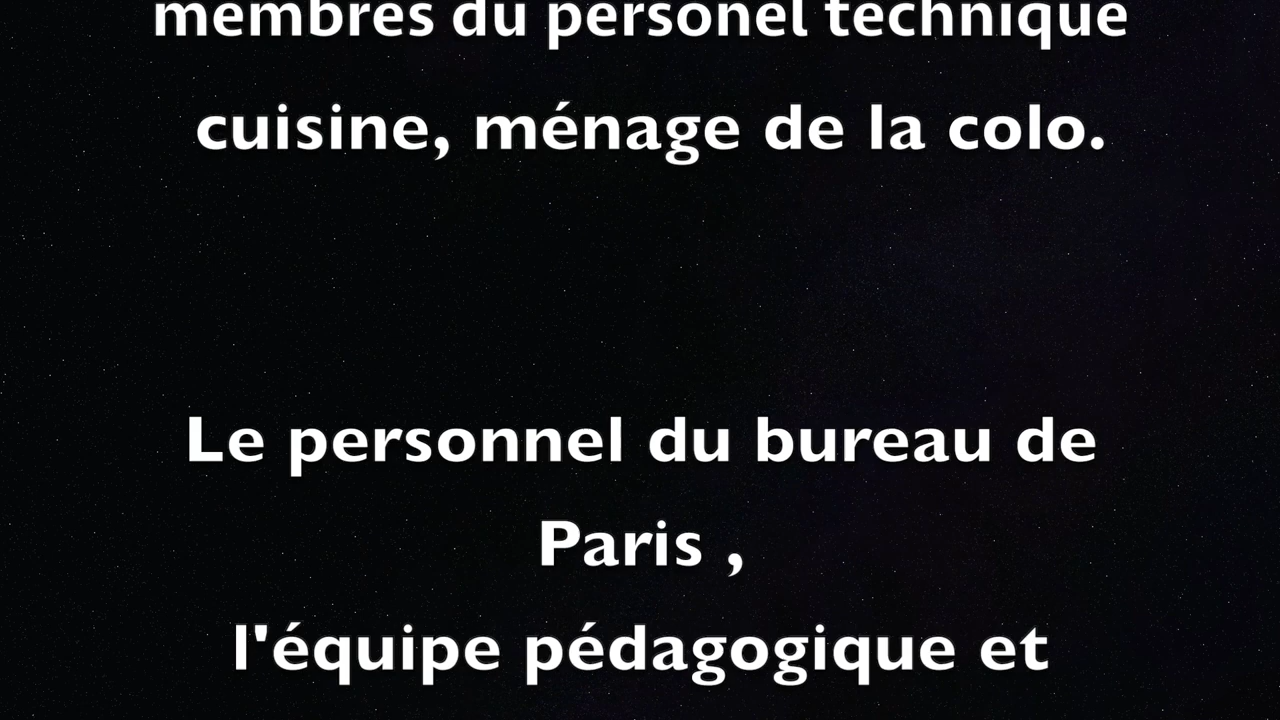 membres du personel technique
cuisine, ménage de la colo.
Le personnel du bureau de
Paris ,
l'équipe pédagogique et